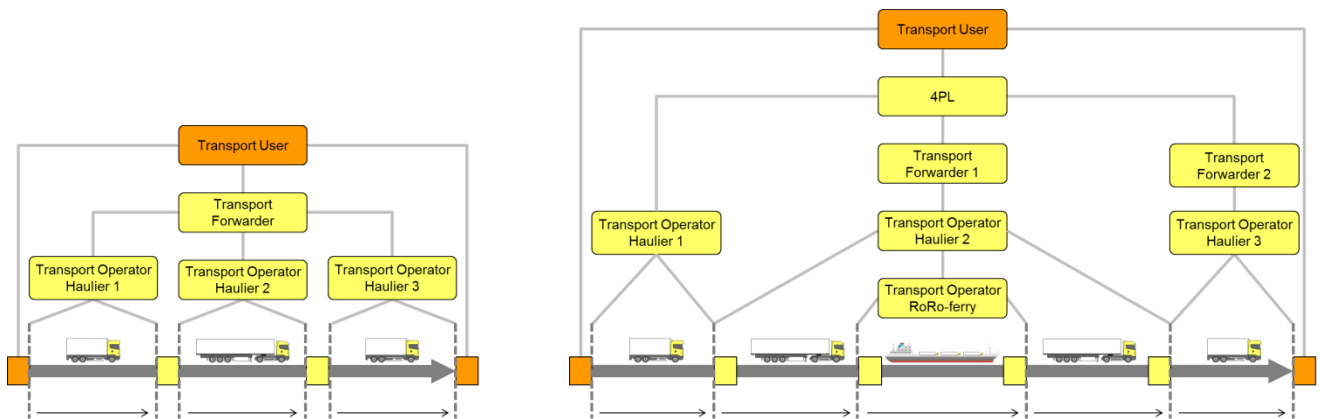 Transport User
Transport
Forwarder
Transport Operator
Haulier 1
Transport Operator
Haulier 2
Transport Operator
Haulier 3
Transport User
4PL
Transport
Forwarder 1
Transport
Forwarder 2
Transport Operator
Haulier 1
Transport Operator
Haulier 2
Transport Operator
Haulier 3
Transport Operator
RoRo-ferry